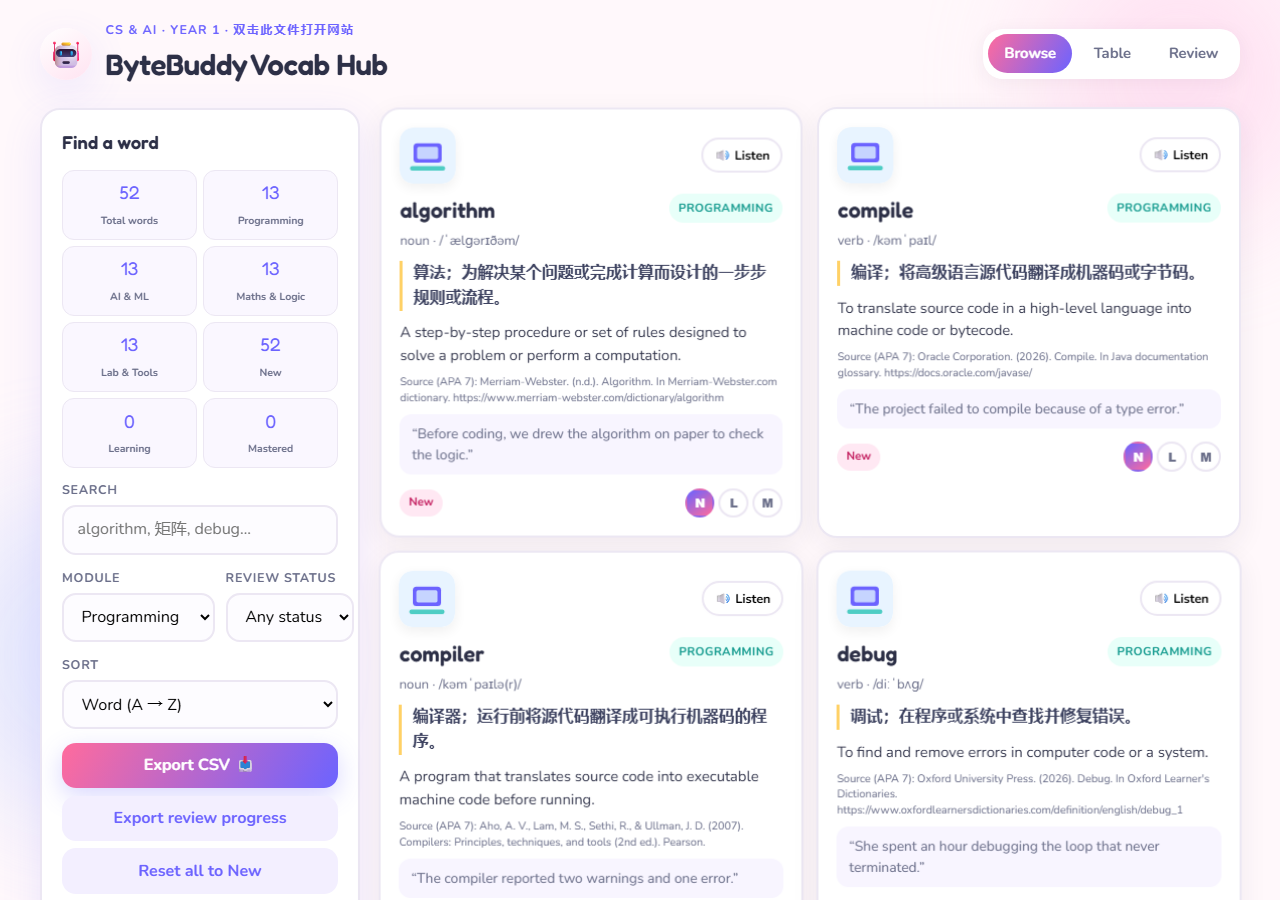 CS & AI · YEAR 1 · 双击此文件打开网站
ByteBuddy Vocab Hub
Browse
Table
Review
Find a word
52
Total words
13
Programming
13
AI & ML
13
Maths & Logic
13
Lab & Tools
52
New
0
Learning
0
Mastered
SEARCH
algorithm, 矩阵, debug...
MODULE
REVIEW STATUS
Programming
Any status
SORT
Word (A → Z)
Export CSV
Export review progress
Reset all to New
Listen
algorithm
PROGRAMMING
noun · /ˈælɡərɪðəm/
算法；为解决某个问题或完成计算而设计的一步步
规则或流程。
A step-by-step procedure or set of rules designed to
solve a problem or perform a computation.
Source (APA 7): Merriam-Webster. (n.d.). Algorithm. In Merriam-Webster.com
dictionary. https://www.merriam-webster.com/dictionary/algorithm
“Before coding, we drew the algorithm on paper to check
the logic.”
New
N
L
M
Listen
compile
PROGRAMMING
verb · /kəmˈpaɪl/
编译；将高级语言源代码翻译成机器码或字节码。
To translate source code in a high-level language into
machine code or bytecode.
Source (APA 7): Oracle Corporation. (2026). Compile. In Java documentation
glossary. https://docs.oracle.com/javase/
“The project failed to compile because of a type error.”
New
N
L
M
Listen
compiler
PROGRAMMING
noun · /kəmˈpaɪlə(r)/
编译器；运行前将源代码翻译成可执行机器码的程
序。
A program that translates source code into executable
machine code before running.
Source (APA 7): Aho, A. V., Lam, M. S., Sethi, R., & Ullman, J. D. (2007).
Compilers: Principles, techniques, and tools (2nd ed.). Pearson.
“The compiler reported two warnings and one error.”
Listen
debug
PROGRAMMING
verb · /diːˈbʌɡ/
调试；在程序或系统中查找并修复错误。
To find and remove errors in computer code or a system.
Source (APA 7): Oxford University Press. (2026). Debug. In Oxford Learner's
Dictionaries.
https://www.oxfordlearnersdictionaries.com/definition/english/debug_1
“She spent an hour debugging the loop that never
terminated.”